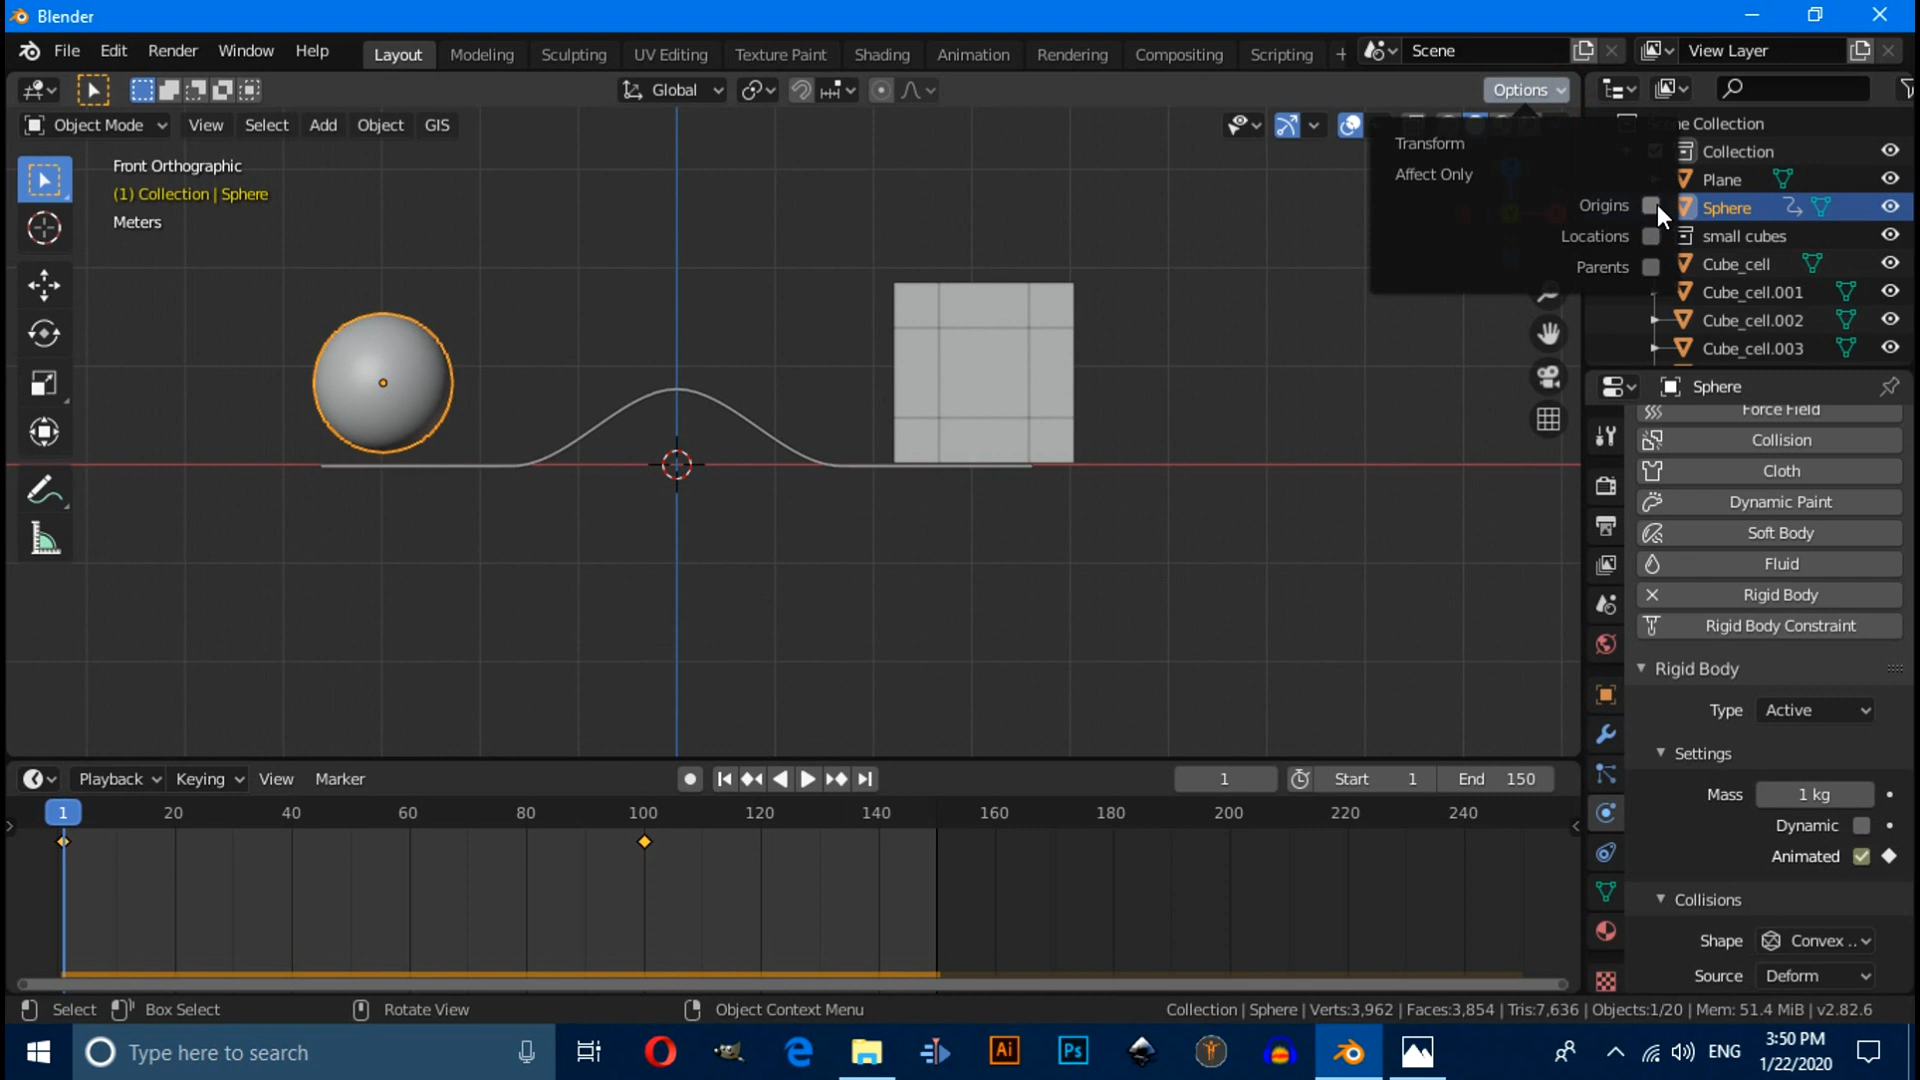 Blender
File Edit Render Window Help Layout Modeling Sculpting UV Editing Texture Paint Shading Animation Rendering Compositing Scripting + Scene View Layer
Global Options
Object Mode View Select Add Object GIS
Front Orthographic
(1) Collection | Sphere
Meters
Transform
Affect Only
Origins
Locations
Parents
ne Collection
Collection
Plane
Sphere
small cubes
Cube_cell
Cube_cell.001
Cube_cell.002
Cube_cell.003
Sphere
Force Field
Collision
Cloth
Dynamic Paint
Soft Body
Fluid
Rigid Body
Rigid Body Constraint
Rigid Body
Type Active
Settings
Mass 1 kg
Dynamic
Animated
Collisions
Shape Convex ..
Source Deform
Playback Keying View Marker 1 Start 1 End 150
1 20 40 60 80 100 120 140 160 180 200 220 240
Select Box Select Rotate View Object Context Menu Collection | Sphere | Verts:3,962 | Faces:3,854 | Tris:7,636 | Objects:1/20 | Mem: 51.4 MiB | v2.82.6
Type here to search Ai Ps ENG 3:50 PM
1/22/2020